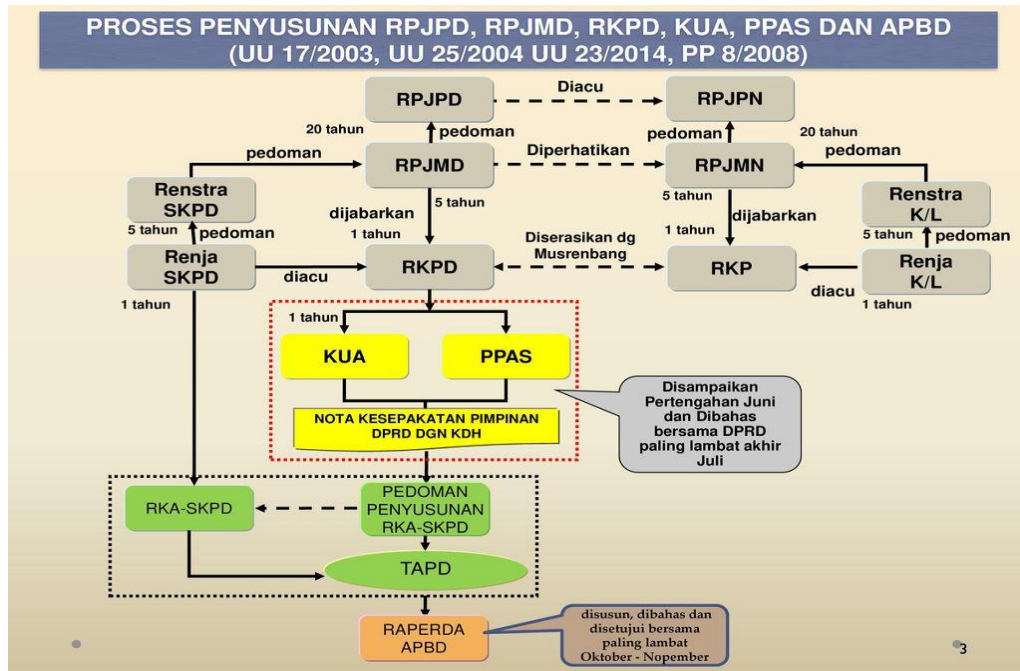 PROSES PENYUSUNAN RPJPD, RPJMD, RKPD, KUA, PPAS DAN APBD
(UU 17/2003, UU 25/2004 UU 23/2014, PP 8/2008)
RPJPD
Diacu
RPJPN
20 tahun
pedoman
pedoman
20 tahun
pedoman
RPJMD
Diperhatikan
RPJMN
pedoman
Renstra
SKPD
5 tahun
dijabarkan
1 tahun
5 tahun
dijabarkan
1 tahun
Renstra
K/L
5 tahun
pedoman
5 tahun
pedoman
Renja
SKPD
diacu
RKPD
Diserasikan dg
Musrenbang
RKP
diacu
Renja
K/L
1 tahun
1 tahun
1 tahun
KUA
PPAS
NOTA KESEPAKATAN PIMPINAN
DPRD DGN KDH
Disampaikan
Pertengahan Juni
dan Dibahas
bersama DPRD
paling lambat akhir
Juli
RKA-SKPD
PEDOMAN
PENYUSUNAN
RKA-SKPD
TAPD
RAPERDA
APBD
disusun, dibahas dan
disetujui bersama
paling lambat
Oktober - Nopember
3